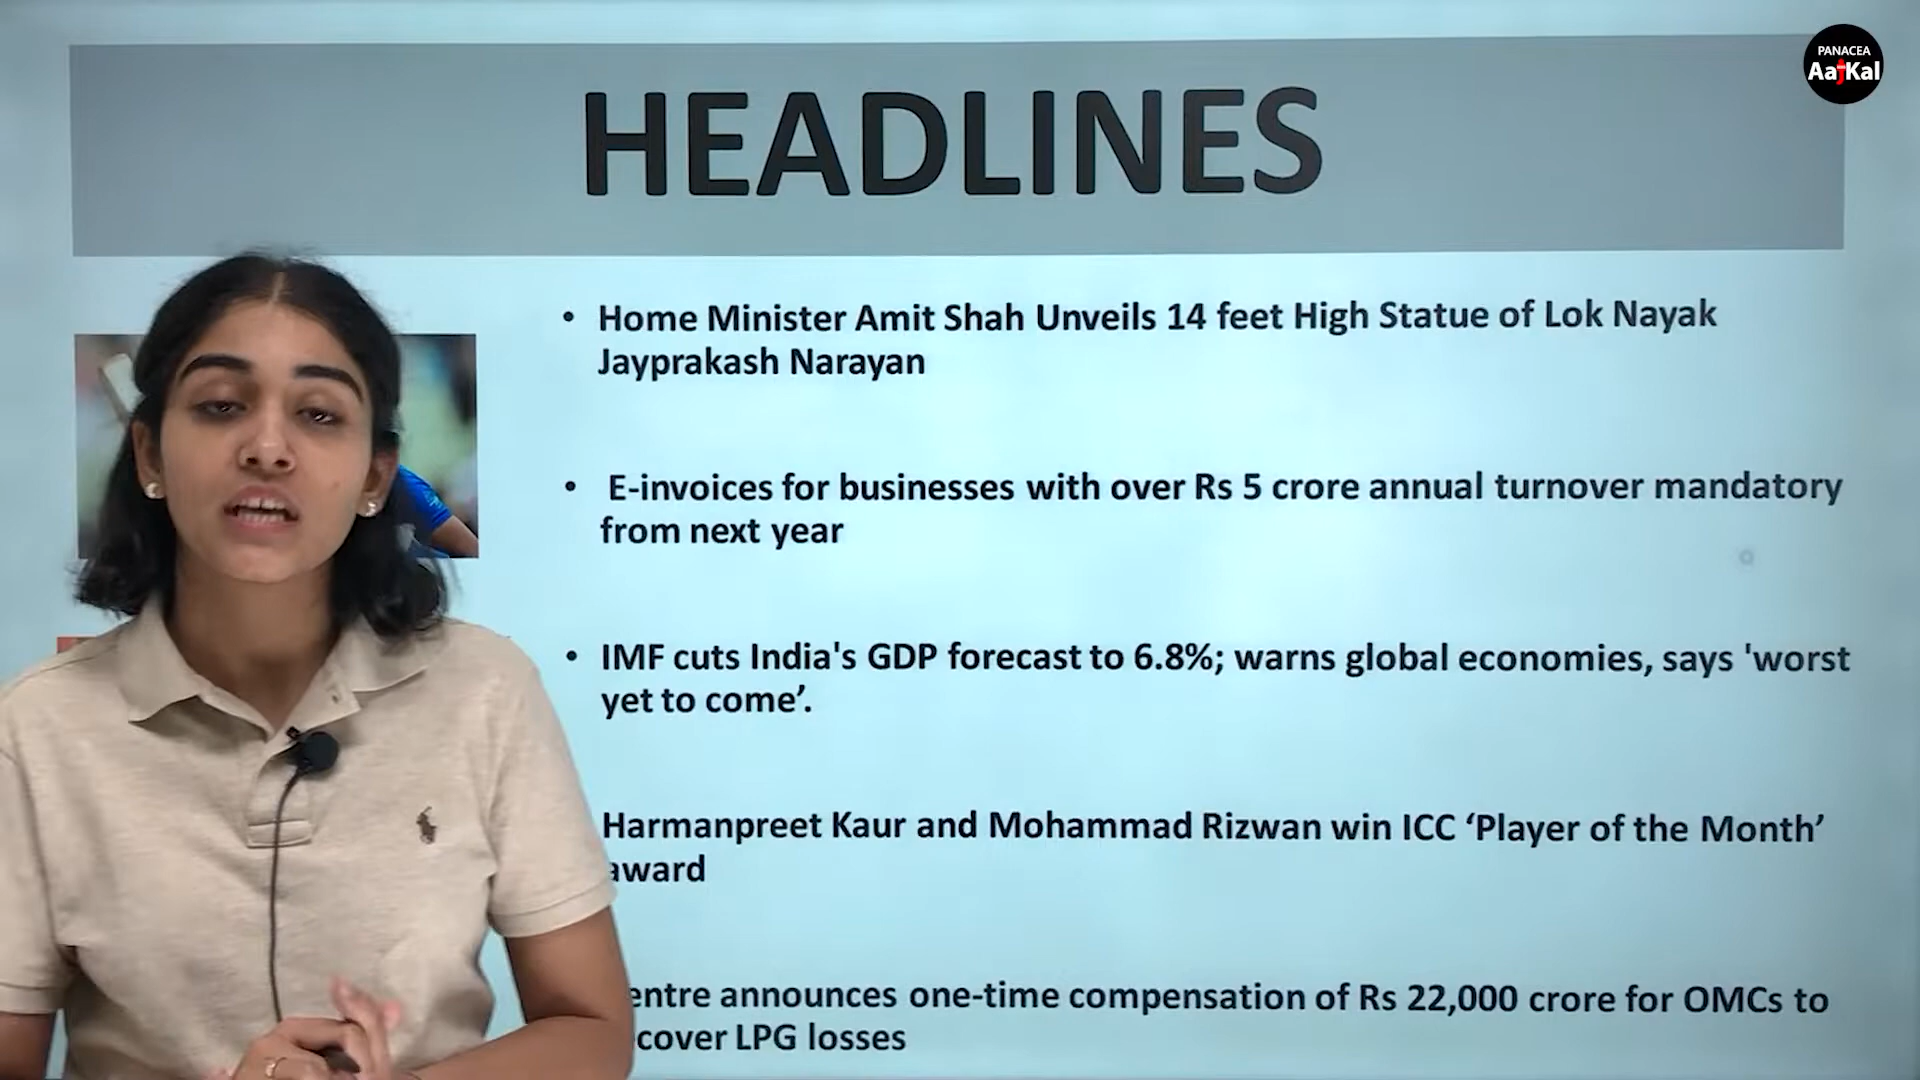 PANACEA
AajKal
HEADLINES
• Home Minister Amit Shah Unveils 14 feet High Statue of Lok Nayak
Jayprakash Narayan
• E-invoices for businesses with over Rs 5 crore annual turnover mandatory
from next year
• IMF cuts India's GDP forecast to 6.8%; warns global economies, says 'worst
yet to come’.
Harmanpreet Kaur and Mohammad Rizwan win ICC ‘Player of the Month’
award
entre announces one-time compensation of Rs 22,000 crore for OMCs to
cover LPG losses